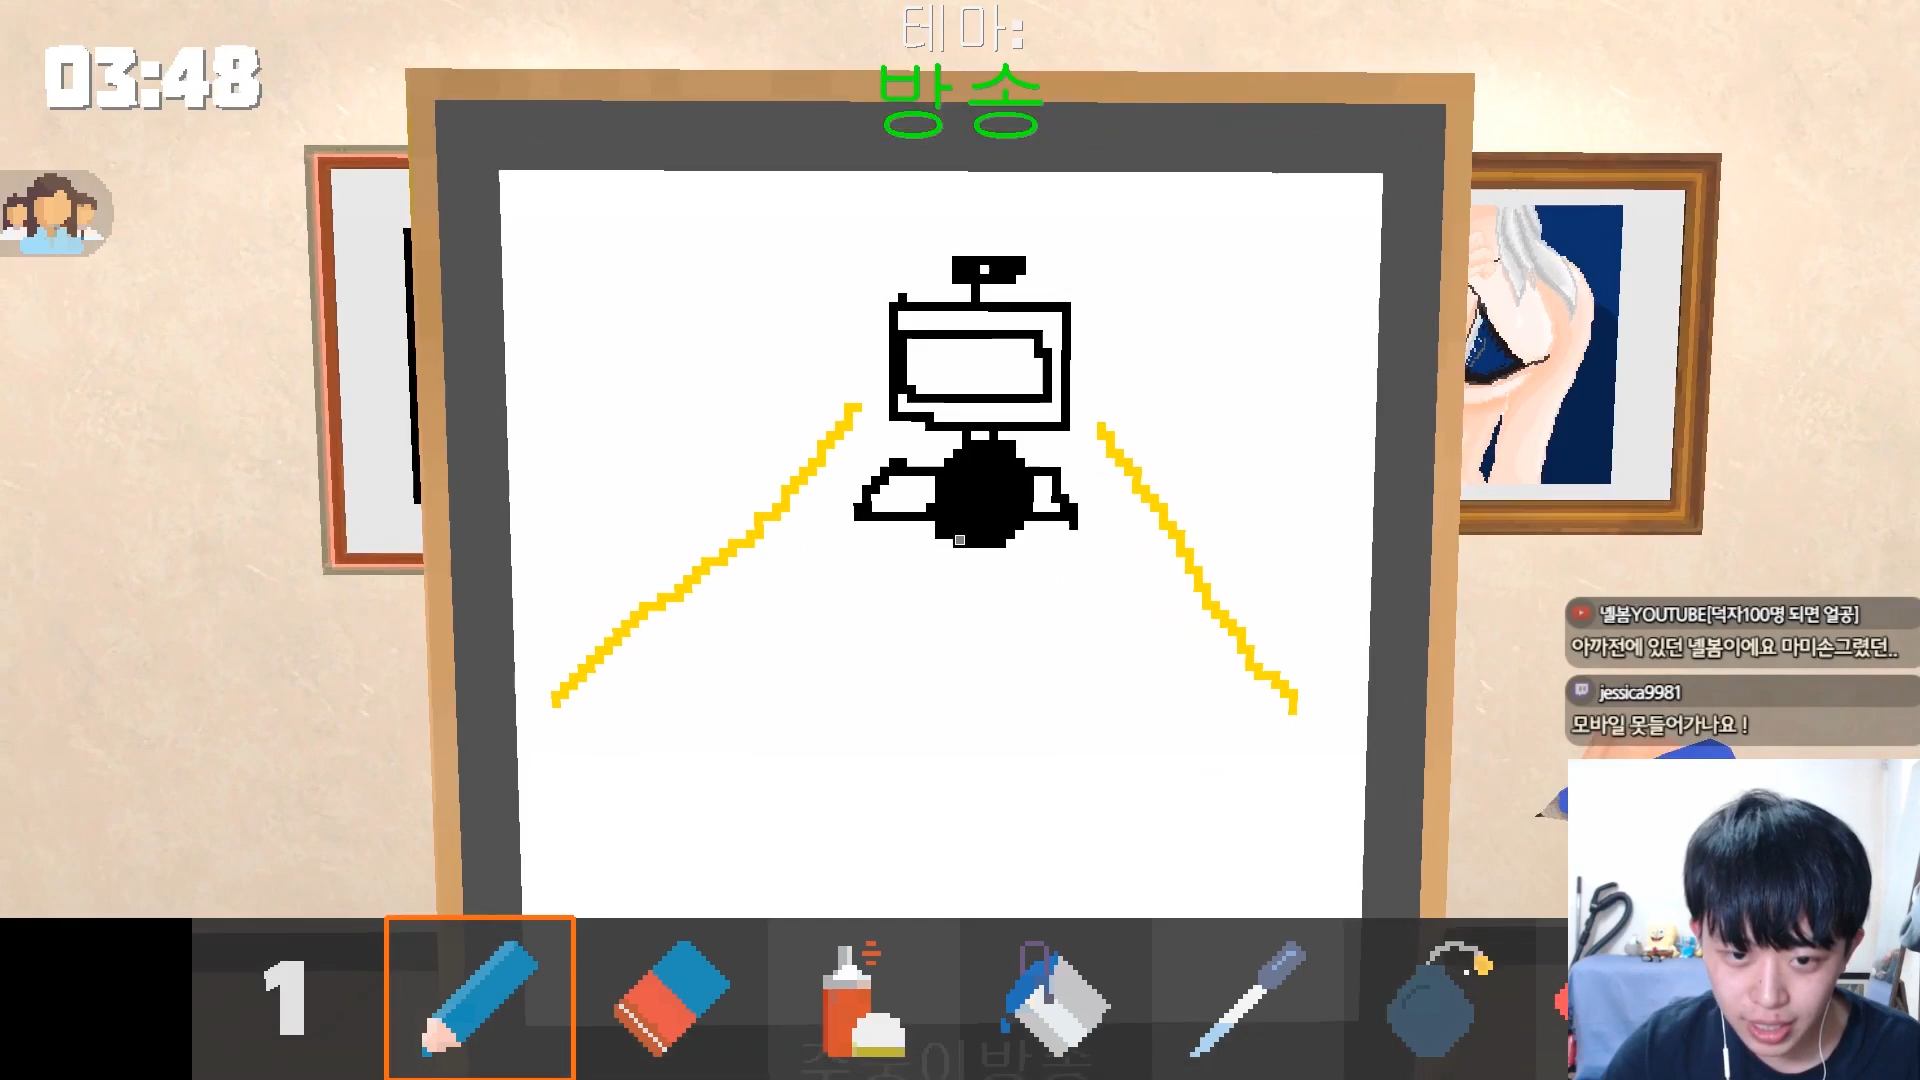 테마:
방송
03:48
넬봄YOUTUBE[덕자100명 되면 얼공]
아까전에 있던 넬봄이에요 마미손그렸던..
jessica9981
모바일 못들어가나요 !
1